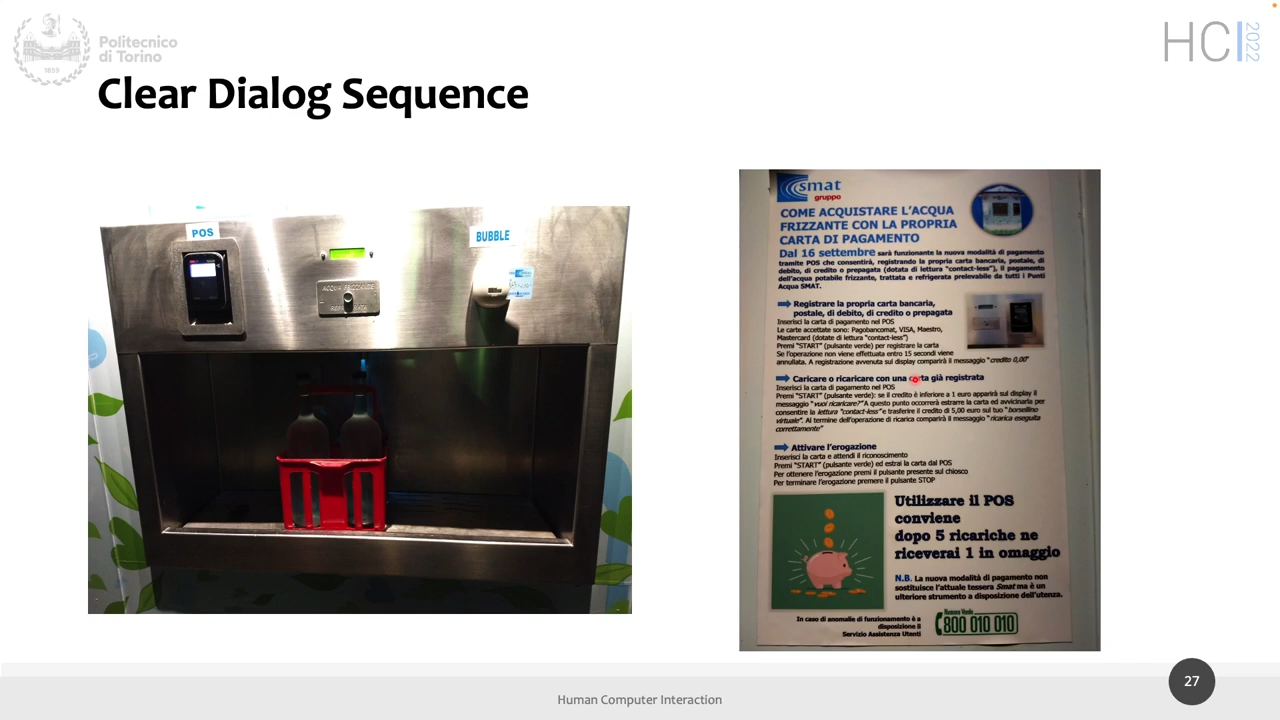 Politecnico
di Torino
1859
HCI 2022
Clear Dialog Sequence
POS
BUBBLE
ACQUA FRIZZANTE
smat
gruppo
COME ACQUISTARE L'ACQUA
FRIZZANTE CON LA PROPRIA
CARTA DI PAGAMENTO
Dal 16 settembre sarà funzionante la nuova modalità di pagamento
tramite POS che consentirà, registrando la propria carta bancaria, postale, di
debito, di credito o prepagata (dotata di lettura "contact-less"), il pagamento
dell'acqua potabile frizzante, trattata e refrigerata prelevabile da tutti i Punti
Acqua SMAT.
Registrare la propria carta bancaria,
postale, di debito, di credito o prepagata
Inserisci la carta di pagamento nel POS
Le carte accettate sono: Pagobancomat, VISA, Maestro,
Mastercard (dotate di lettura "contact-less")
Premi "START" (pulsante verde) per registrare la carta
Se l'operazione non viene effettuata entro 15 secondi viene
annullata. A registrazione avvenuta sul display comparirà il messaggio "credito 0,00"
Caricare o ricaricare con una carta già registrata
Inserisci la carta di pagamento nel POS
Premi "START" (pulsante verde): se il credito è inferiore a 1 euro apparirà sul display il
messaggio "vuoi ricaricare?" A questo punto occorrerà estrarre la carta ed avvicinarla per
consentire la lettura "contact-less" e trasferire il credito di 5,00 euro sul tuo "borsellino
virtuale". Al termine dell'operazione di ricarica comparirà il messaggio "ricarica eseguita
correttamente"
Attivare l'erogazione
Inserisci la carta e attendi il riconoscimento
Premi "START" (pulsante verde) ed estrai la carta dal POS
Per ottenere l'erogazione premi il pulsante presente sul chiosco
Per terminare l'erogazione premere il pulsante STOP
Utilizzare il POS
conviene
dopo 5 ricariche ne
riceverai 1 in omaggio
N.B. La nuova modalità di pagamento non
sostituisce l'attuale tessera Smat ma è un
ulteriore strumento a disposizione dell'utenza.
In caso di anomalie di funzionamento è a
disposizione il
Servizio Assistenza Utenti
Numero Verde
800 010 010
Human Computer Interaction
27